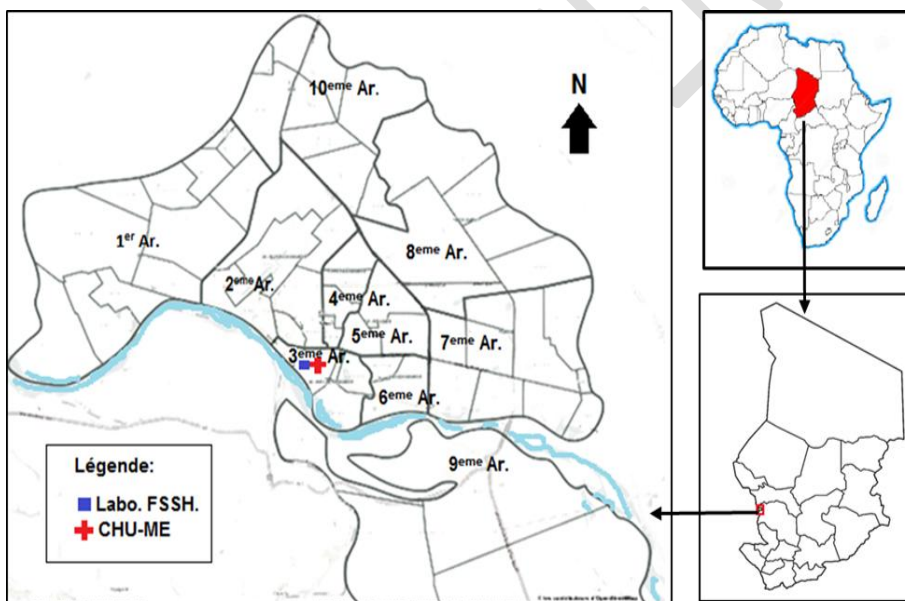 10eme Ar.
N
1er Ar.
8eme Ar.
2eme Ar.
4eme Ar.
5eme Ar.
7eme Ar.
3eme Ar.
6eme Ar.
9eme Ar.
Légende:
Labo. FSSH.
CHU-ME